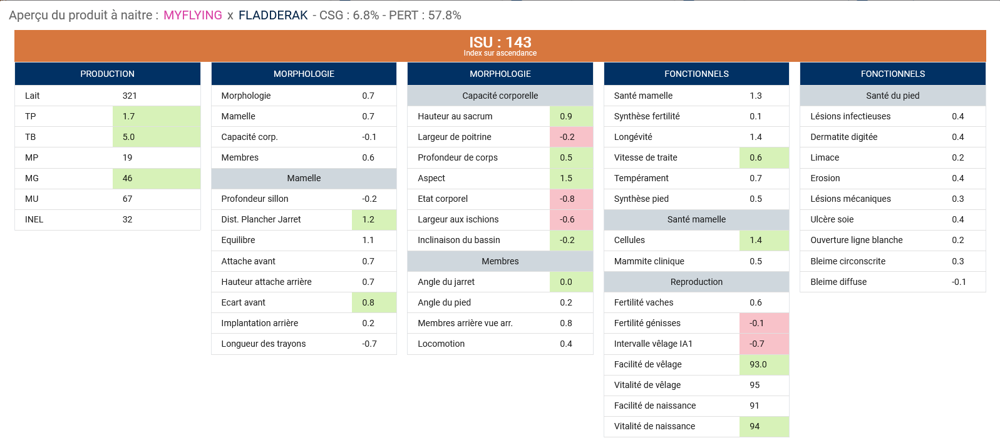 Aperçu du produit à naitre : MYFLYING x FLADDERAK - CSG : 6.8% - PERT : 57.8%
ISU : 143
Index sur ascendance
PRODUCTION
Lait 321
TP 1.7
TB 5.0
MP 19
MG 46
MU 67
INEL 32
MORPHOLOGIE
Morphologie 0.7
Mamelle 0.7
Capacité corp. -0.1
Membres 0.6
Mamelle
Profondeur sillon -0.2
Dist. Plancher Jarret 1.2
Equilibre 1.1
Attache avant 0.7
Hauteur attache arrière 0.7
Ecart avant 0.8
Implantation arrière 0.2
Longueur des trayons -0.7
MORPHOLOGIE
Capacité corporelle
Hauteur au sacrum 0.9
Largeur de poitrine -0.2
Profondeur de corps 0.5
Aspect 1.5
Etat corporel -0.8
Largeur aux ischions -0.6
Inclinaison du bassin -0.2
Membres
Angle du jarret 0.0
Angle du pied 0.2
Membres arrière vue arr. 0.8
Locomotion 0.4
FONCTIONNELS
Santé mamelle 1.3
Synthèse fertilité 0.1
Longévité 1.4
Vitesse de traite 0.6
Tempérament 0.7
Synthèse pied 0.5
Santé mamelle
Cellules 1.4
Mammite clinique 0.5
Reproduction
Fertilité vaches 0.6
Fertilité génisses -0.1
Intervalle vêlage IA1 -0.7
Facilité de vêlage 93.0
Vitalité de vêlage 95
Facilité de naissance 91
Vitalité de naissance 94
FONCTIONNELS
Santé du pied
Lésions infectieuses 0.4
Dermatite digitée 0.4
Limace 0.2
Erosion 0.4
Lésions mécaniques 0.3
Ulcère soie 0.4
Ouverture ligne blanche 0.2
Bleime circonscrite 0.3
Bleime diffuse -0.1